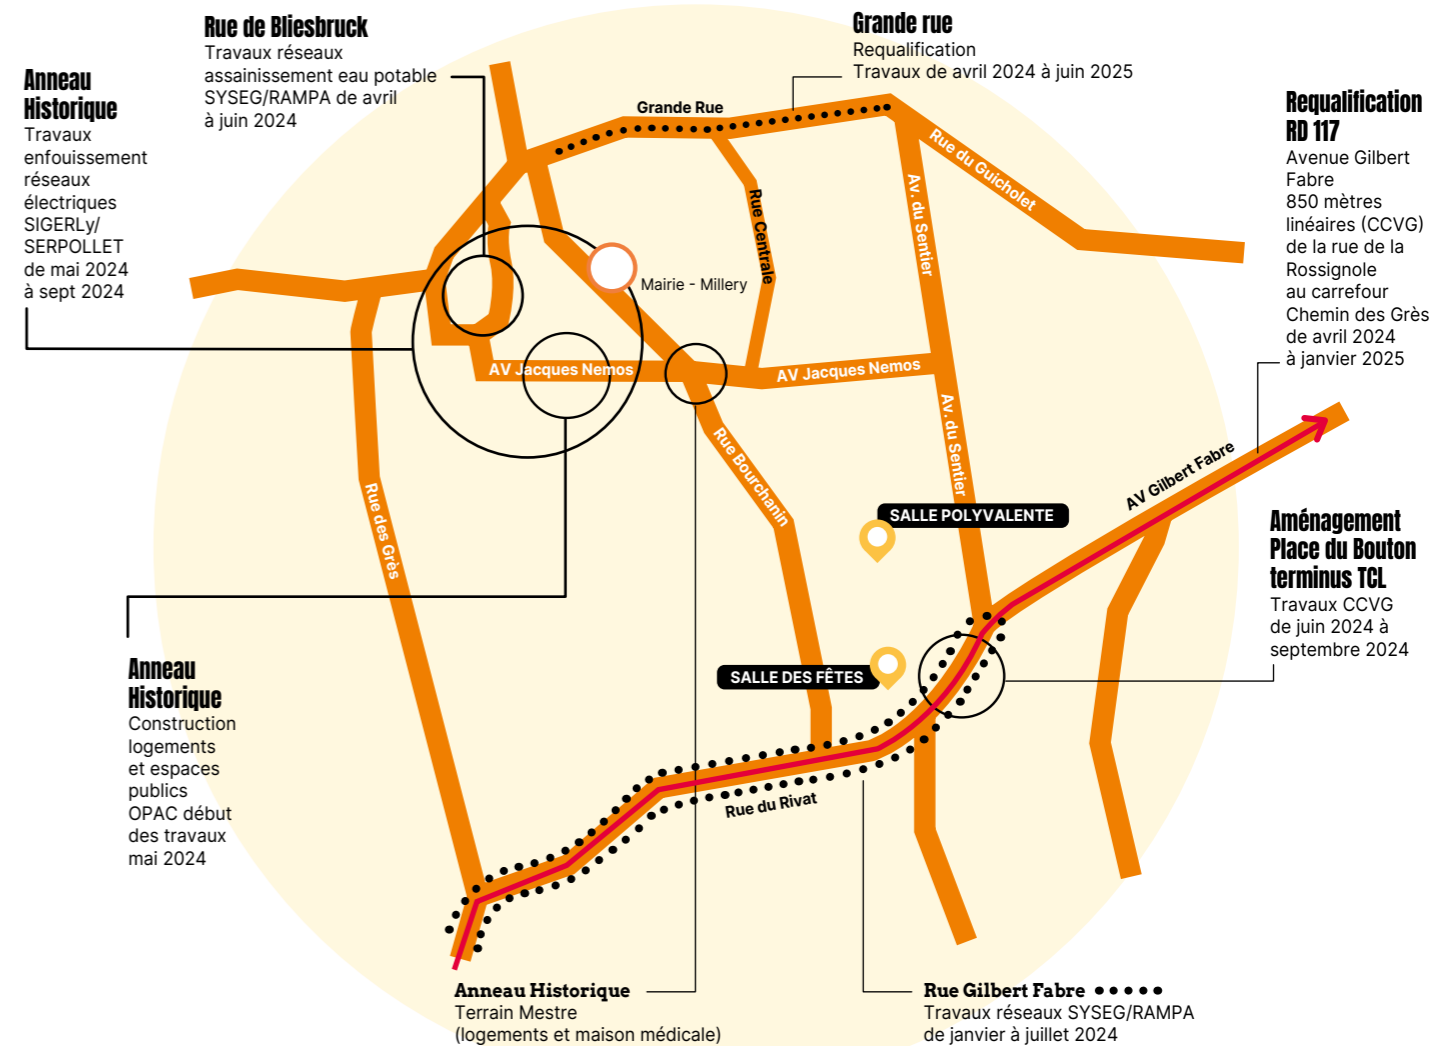 Rue de Bliesbruck
Travaux réseaux
assainissement eau potable
SYSEG/RAMPA de avril
à juin 2024
Grande rue
Requalification
Travaux de avril 2024 à juin 2025
Anneau
Historique
Travaux
enfouissement
réseaux
électriques
SIGERLy/
SERPOLLET
de mai 2024
à sept 2024
Requalification
RD 117
Avenue Gilbert
Fabre
850 mètres
linéaires (CCVG)
de la rue de la
Rossignole
au carrefour
Chemin des Grès
de avril 2024
à janvier 2025
Grande Rue
Rue du Guicholet
Rue Centrale
Av. du Sentier
Mairie - Millery
AV Jacques Nemos
AV Jacques Nemos
Av. du Sentier
Rue Bourchanin
Rue des Grès
AV Gilbert Fabre
SALLE POLYVALENTE
SALLE DES FÊTES
Rue du Rivat
Aménagement
Place du Bouton
terminus TCL
Travaux CCVG
de juin 2024 à
septembre 2024
Anneau
Historique
Construction
logements
et espaces
publics
OPAC début
des travaux
mai 2024
Anneau Historique
Terrain Mestre
(logements et maison médicale)
Rue Gilbert Fabre
Travaux réseaux SYSEG/RAMPA
de janvier à juillet 2024